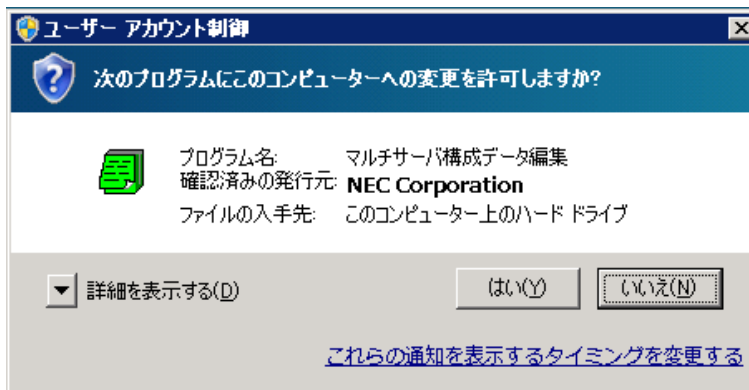 ユーザー アカウント制御
次のプログラムにこのコンピューターへの変更を許可しますか?
プログラム名: マルチサーバ構成データ編集
確認済みの発行元: NEC Corporation
ファイルの入手先: このコンピューター上のハード ドライブ
詳細を表示する(D) はい(Y) いいえ(N)
これらの通知を表示するタイミングを変更する